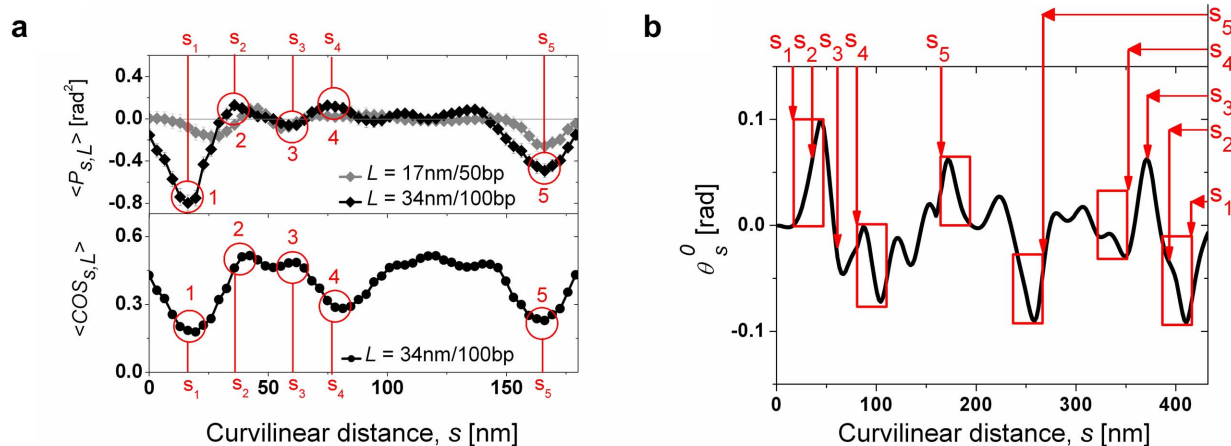 a
s1 s2 s3 s4 s5
<Ps,L> [rad2]
0.4
0.0
-0.4
-0.8
1
2
3
4
5
L = 17nm/50bp
L = 34nm/100bp
<COSs,L>
0.6
0.3
0.0
1
2
3
4
5
L = 34nm/100bp
s1 s2 s3 s4 s5
0 50 100 150
Curvilinear distance, s [nm]
b
s1 s2 s3 s4 s5
s5
s4
s3
s2
s1
θ0s [rad]
0.1
0.0
-0.1
0 100 200 300 400
Curvilinear distance, s [nm]